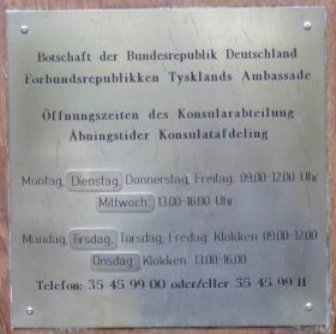 Botschaft der Bundesrepublik Deutschland
Forbundsrepublikken Tysklands Ambassade
Öffnungszeiten des Konsularabteilung
Åbningstider Konsulatafdeling
Montag, Dienstag, Donnerstag, Freitag: 09.00-12.00 Uhr
Mittwoch: 13.00-16.00 Uhr
Mandag, Tirsdag, Torsdag, Fredag: Klokken 09.00-12.00
Onsdag: Klokken 13.00-16.00
Telefon: 35 45 99 00 oder/eller 35 45 99 11